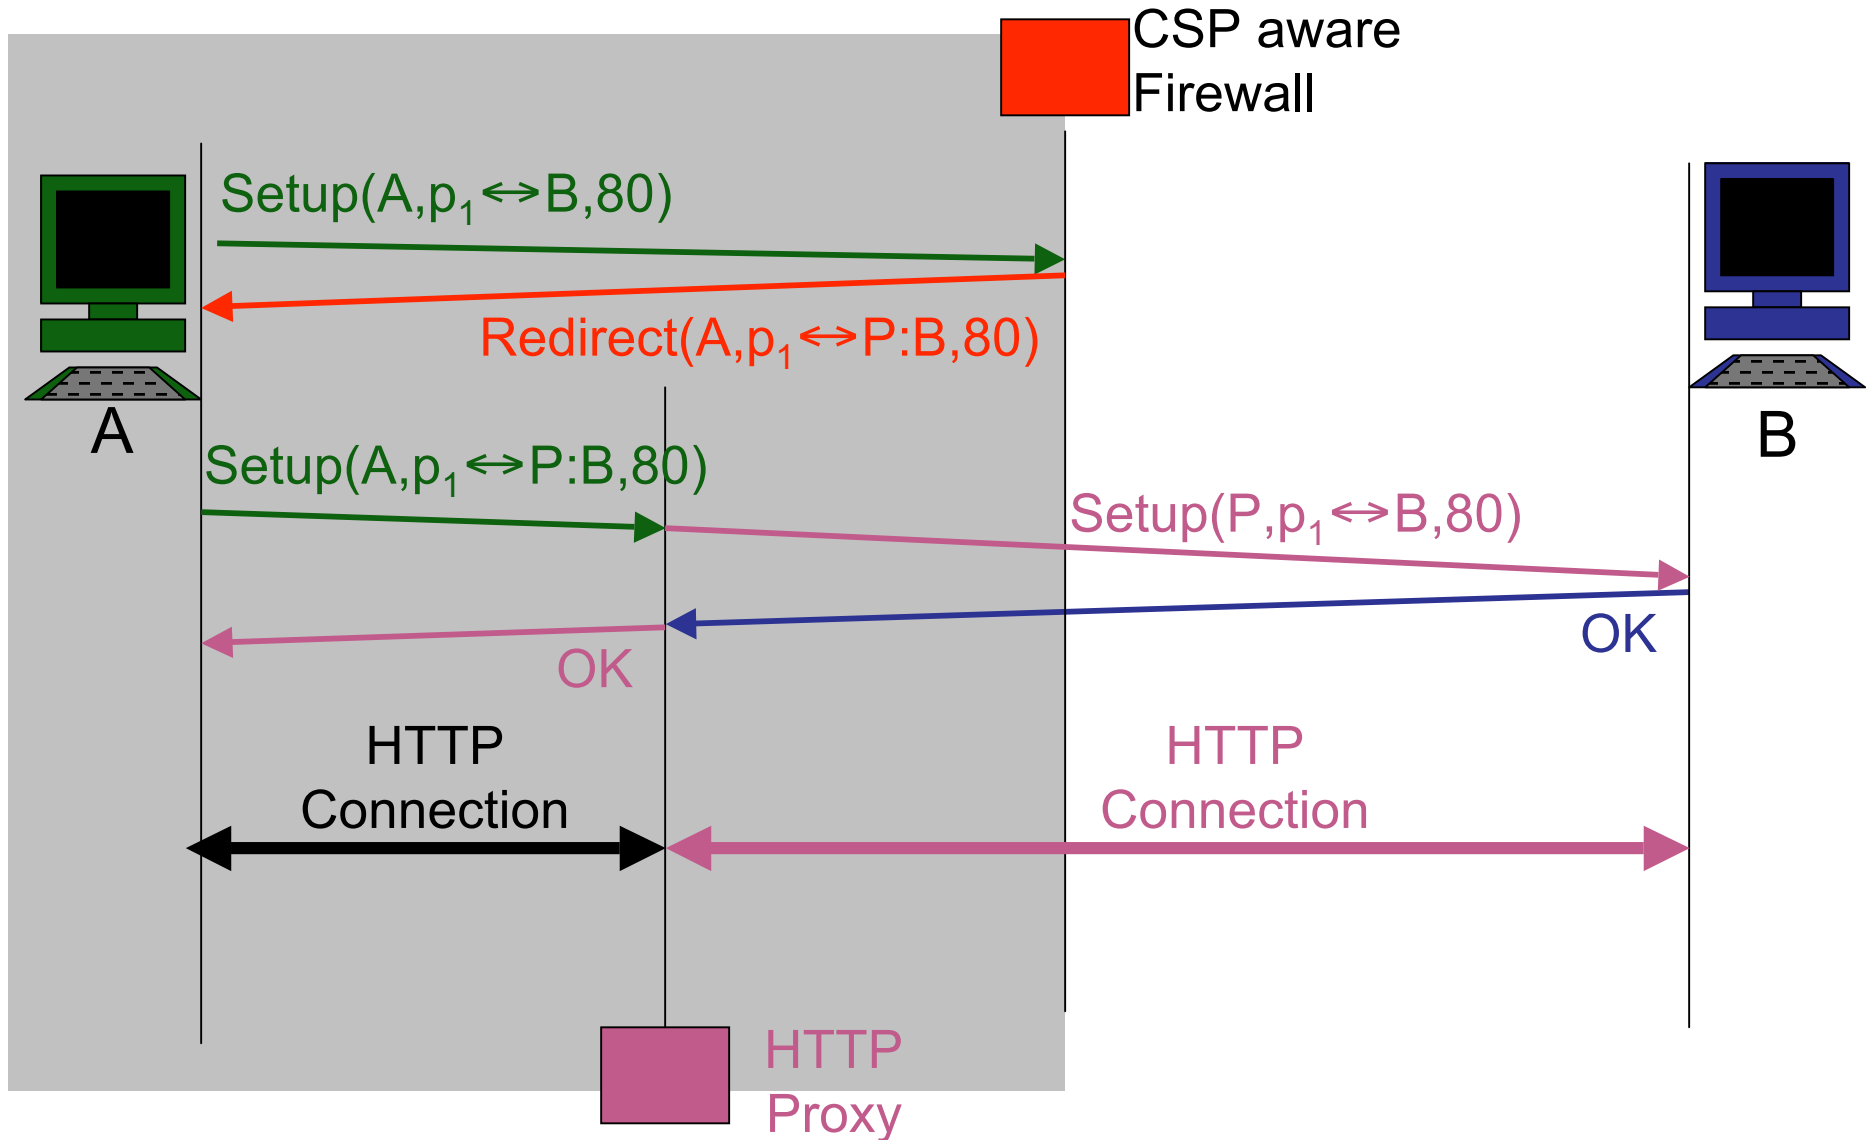 CSP aware
Firewall
Setup(A,p₁↔B,80)
Redirect(A,p₁↔P:B,80)
A
B
Setup(A,p₁↔P:B,80)
Setup(P,p₁↔B,80)
OK
OK
HTTP
Connection
HTTP
Connection
HTTP
Proxy